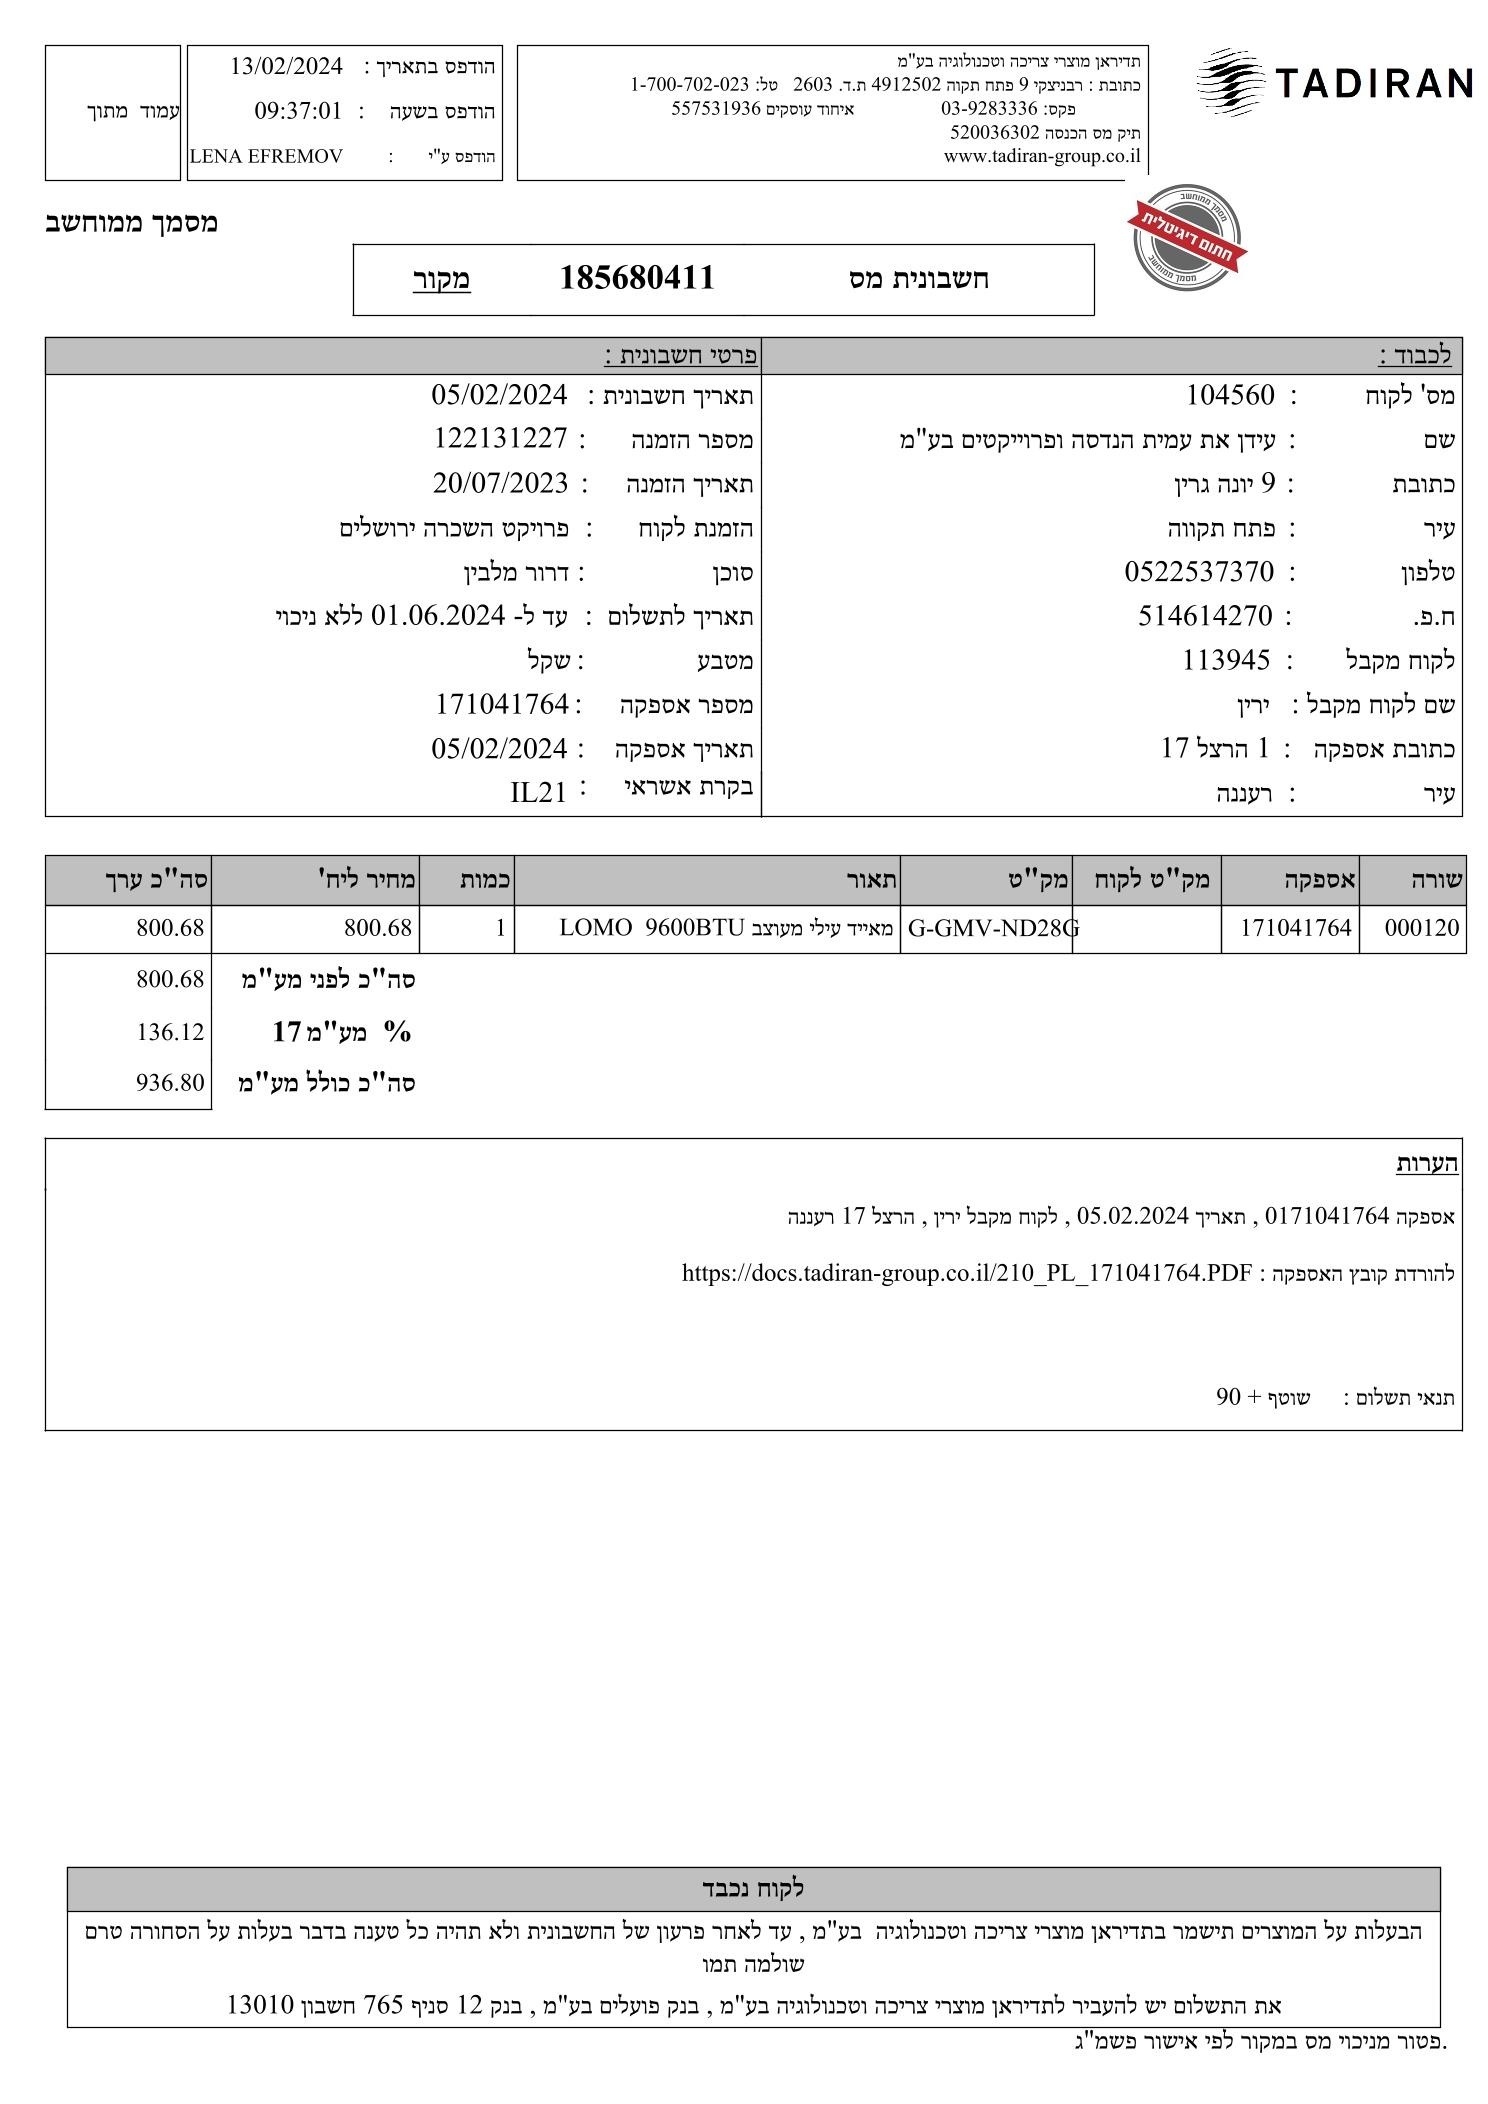 TADIRAN
תדיראן מוצרי צריכה וטכנולוגיה בע"מ
כתובת : רבניצקי 9 פתח תקוה 4912502 ת.ד. 2603 טל: 1-700-702-023
פקס: 03-9283336 איחוד עוסקים 557531936
תיק מס הכנסה 520036302
www.tadiran-group.co.il
הודפס בתאריך : 13/02/2024
הודפס בשעה : 09:37:01
הודפס ע"י : LENA EFREMOV
עמוד מתוך
מסמך ממוחשב
חתום דיגיטלית
מסמך ממוחשב
מסמך ממוחשב
חשבונית מס 185680411 מקור
לכבוד :
מס' לקוח : 104560
שם : עידן את עמית הנדסה ופרוייקטים בע"מ
כתובת : 9 יונה גרין
עיר : פתח תקווה
טלפון : 0522537370
ח.פ. : 514614270
לקוח מקבל : 113945
שם לקוח מקבל : ירין
כתובת אספקה : 1 הרצל 17
עיר : רעננה
פרטי חשבונית :
תאריך חשבונית : 05/02/2024
מספר הזמנה : 122131227
תאריך הזמנה : 20/07/2023
הזמנת לקוח : פרויקט השכרה ירושלים
סוכן : דרור מלבין
תאריך לתשלום : עד ל- 01.06.2024 ללא ניכוי
מטבע : שקל
מספר אספקה : 171041764
תאריך אספקה : 05/02/2024
בקרת אשראי : IL21
שורה אספקה מק"ט לקוח מק"ט תאור כמות מחיר ליח' סה"כ ערך
000120 171041764 G-GMV-ND28G מאייד עילי מעוצב LOMO 9600BTU 1 800.68 800.68
סה"כ לפני מע"מ 800.68
% מע"מ 17 136.12
סה"כ כולל מע"מ 936.80
הערות
אספקה 0171041764 , תאריך 05.02.2024 , לקוח מקבל ירין , הרצל 17 רעננה
להורדת קובץ האספקה : https://docs.tadiran-group.co.il/210_PL_171041764.PDF
תנאי תשלום : שוטף + 90
לקוח נכבד
הבעלות על המוצרים תישמר בתדיראן מוצרי צריכה וטכנולוגיה בע"מ , עד לאחר פרעון של החשבונית ולא תהיה כל טענה בדבר בעלות על הסחורה טרם
שולמה תמו
את התשלום יש להעביר לתדיראן מוצרי צריכה וטכנולוגיה בע"מ , בנק פועלים בע"מ , בנק 12 סניף 765 חשבון 13010
פטור מניכוי מס במקור לפי אישור פשמ"ג.